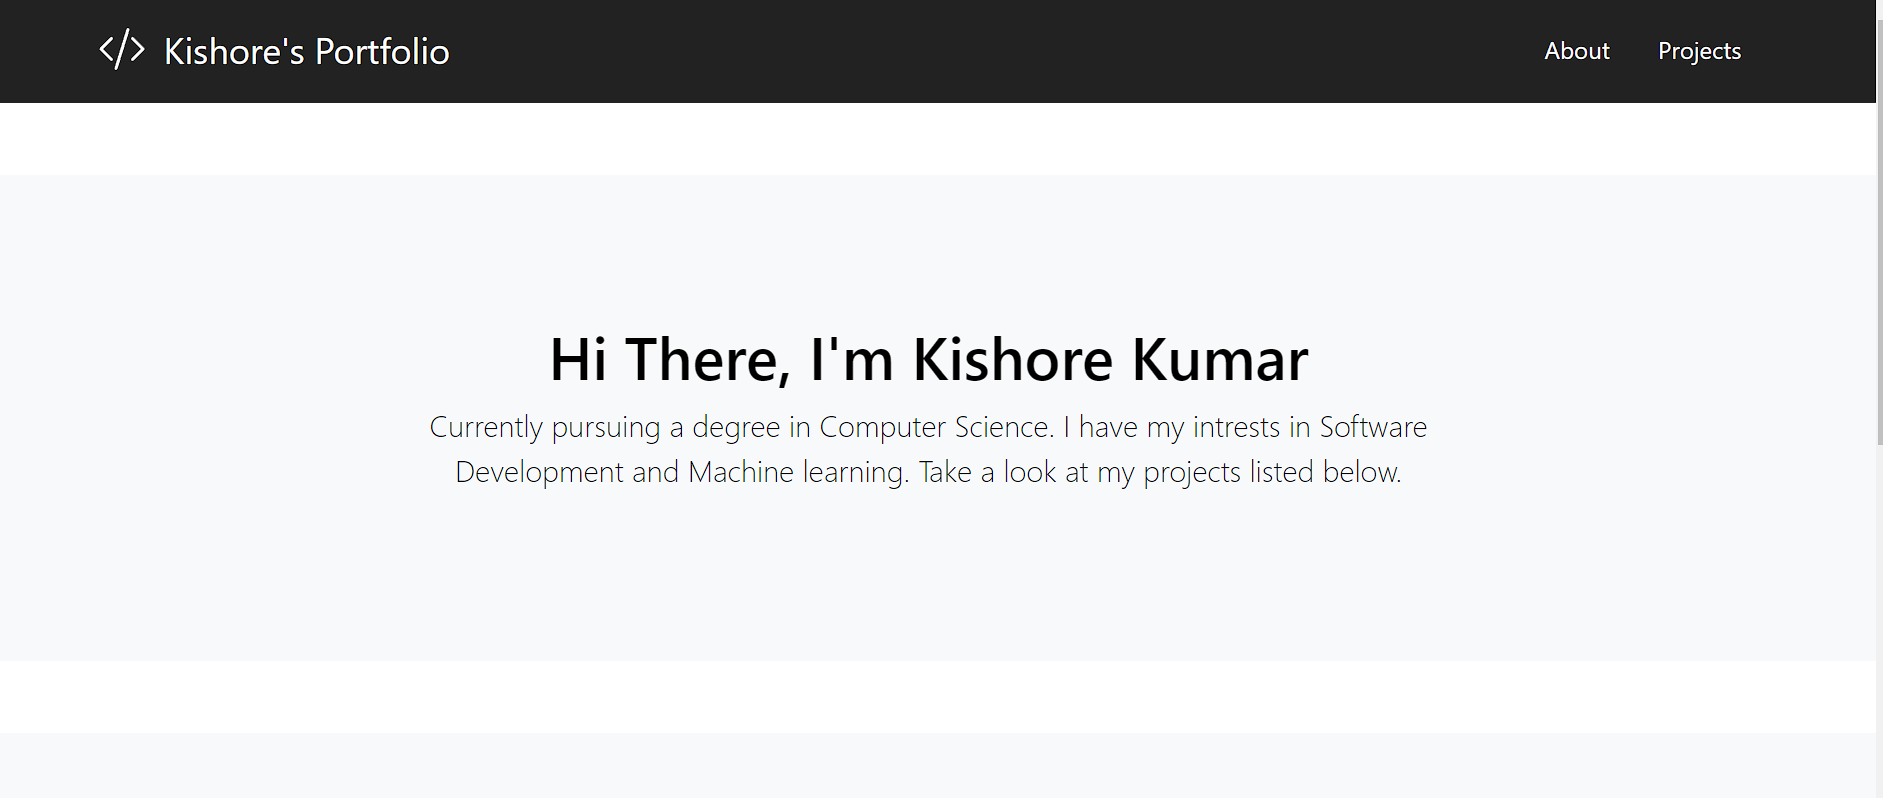 </> Kishore's Portfolio
About Projects
Hi There, I'm Kishore Kumar
Currently pursuing a degree in Computer Science. I have my intrests in Software
Development and Machine learning. Take a look at my projects listed below.